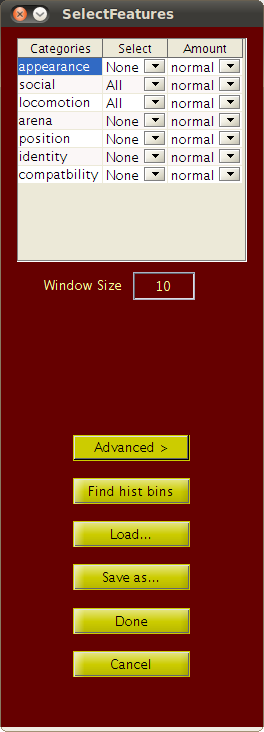 SelectFeatures
Categories Select Amount
appearance None normal
social All normal
locomotion All normal
arena None normal
position None normal
identity None normal
compatbility None normal
Window Size 10
Advanced >
Find hist bins
Load...
Save as...
Done
Cancel